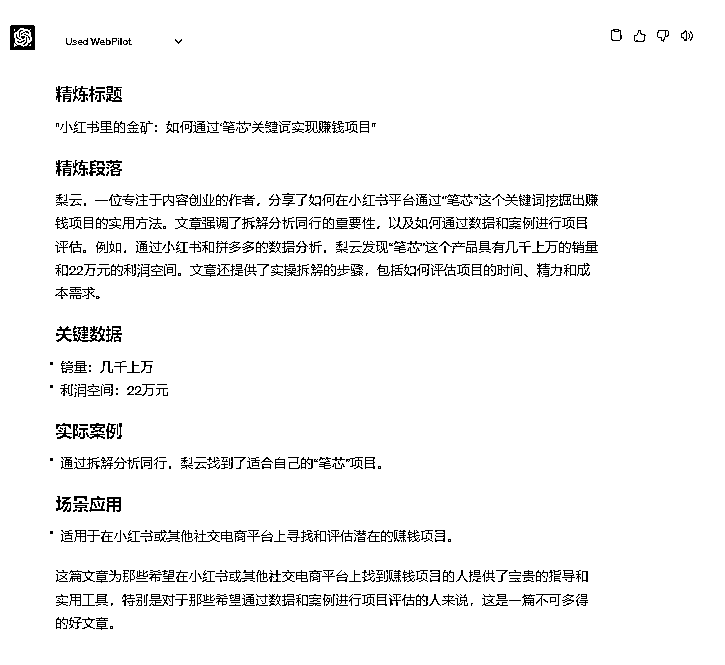 Used WebPilot
精炼标题
"小红书里的金矿：如何通过'笔芯'关键词实现赚钱项目"
精炼段落
梨云，一位专注于内容创业的作者，分享了如何在小红书平台通过"笔芯"这个关键词挖掘出赚
钱项目的实用方法。文章强调了拆解分析同行的重要性，以及如何通过数据和案例进行项目
评估。例如，通过小红书和拼多多的数据分析，梨云发现"笔芯"这个产品具有几千上万的销量
和22万元的利润空间。文章还提供了实操拆解的步骤，包括如何评估项目的时间、精力和成
本需求。
关键数据
• 销量：几千上万
• 利润空间：22万元
实际案例
• 通过拆解分析同行，梨云找到了适合自己的"笔芯"项目。
场景应用
• 适用于在小红书或其他社交电商平台上寻找和评估潜在的赚钱项目。
这篇文章为那些希望在小红书或其他社交电商平台上找到赚钱项目的人提供了宝贵的指导和
实用工具，特别是对于那些希望通过数据和案例进行项目评估的人来说，这是一篇不可多得
的好文章。